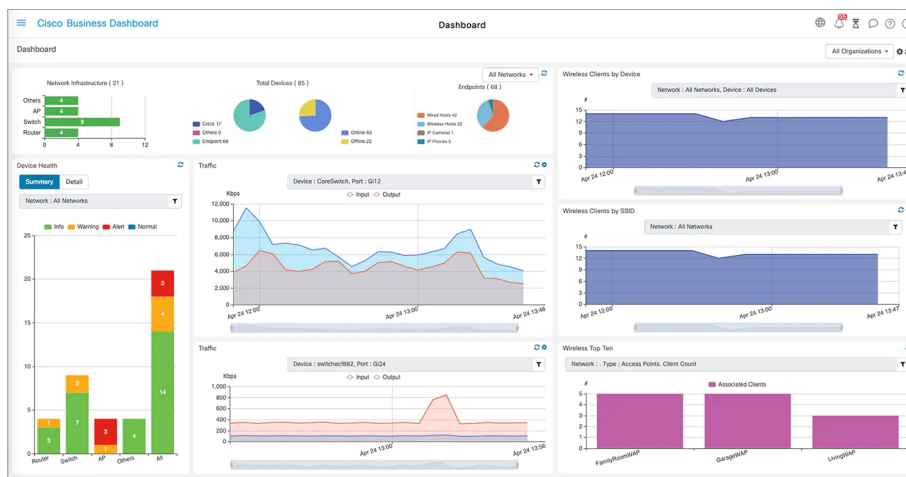 Cisco Business Dashboard
Dashboard
55
Dashboard
All Organizations
All Networks
Network Infrastructure ( 21 )
Others
AP
Switch
Router
4
4
9
4
0
4
8
12
Total Devices ( 85 )
Cisco 17
Others 0
Endpoint 68
Online 63
Offline 22
Endpoints ( 68 )
Wired Hosts 42
Wireless Hosts 22
IP Cameras 1
Wireless Clients by Device
Network : All Networks, Device : All Devices
#
15
12
9
6
3
0
Apr 24 12:00
Apr 24 13:00
Device Health
Summary
Detail
Network : All Networks
Info
Warning
Alert
Normal
25
20
15
10
5
0
1
3
2
7
3
1
4
3
4
14
Router
Switch
AP
Others
All
Traffic
Device : CoreSwitch, Port : Gi12
Input
Output
Kbps
12,000
10,000
8,000
6,000
4,000
2,000
0
Apr 24 12:00
Apr 24 13:00
Apr 24 13:48
Wireless Clients by SSID
Network : All Networks
#
15
12
9
6
3
0
Apr 24 12:00
Apr 24 13:00
Apr 24 13:47
Traffic
Device : switchecf882, Port : Gi24
Input
Output
Kbps
1,000
800
600
400
200
0
Apr 24 13:00
Apr 24 13:56
Wireless Top Ten
Network : , Type : Access Points. Client Count
Associated Clients
#
5
4
3
2
1
0
FamilyRoomWAP
GarageWAP
LivingWAP